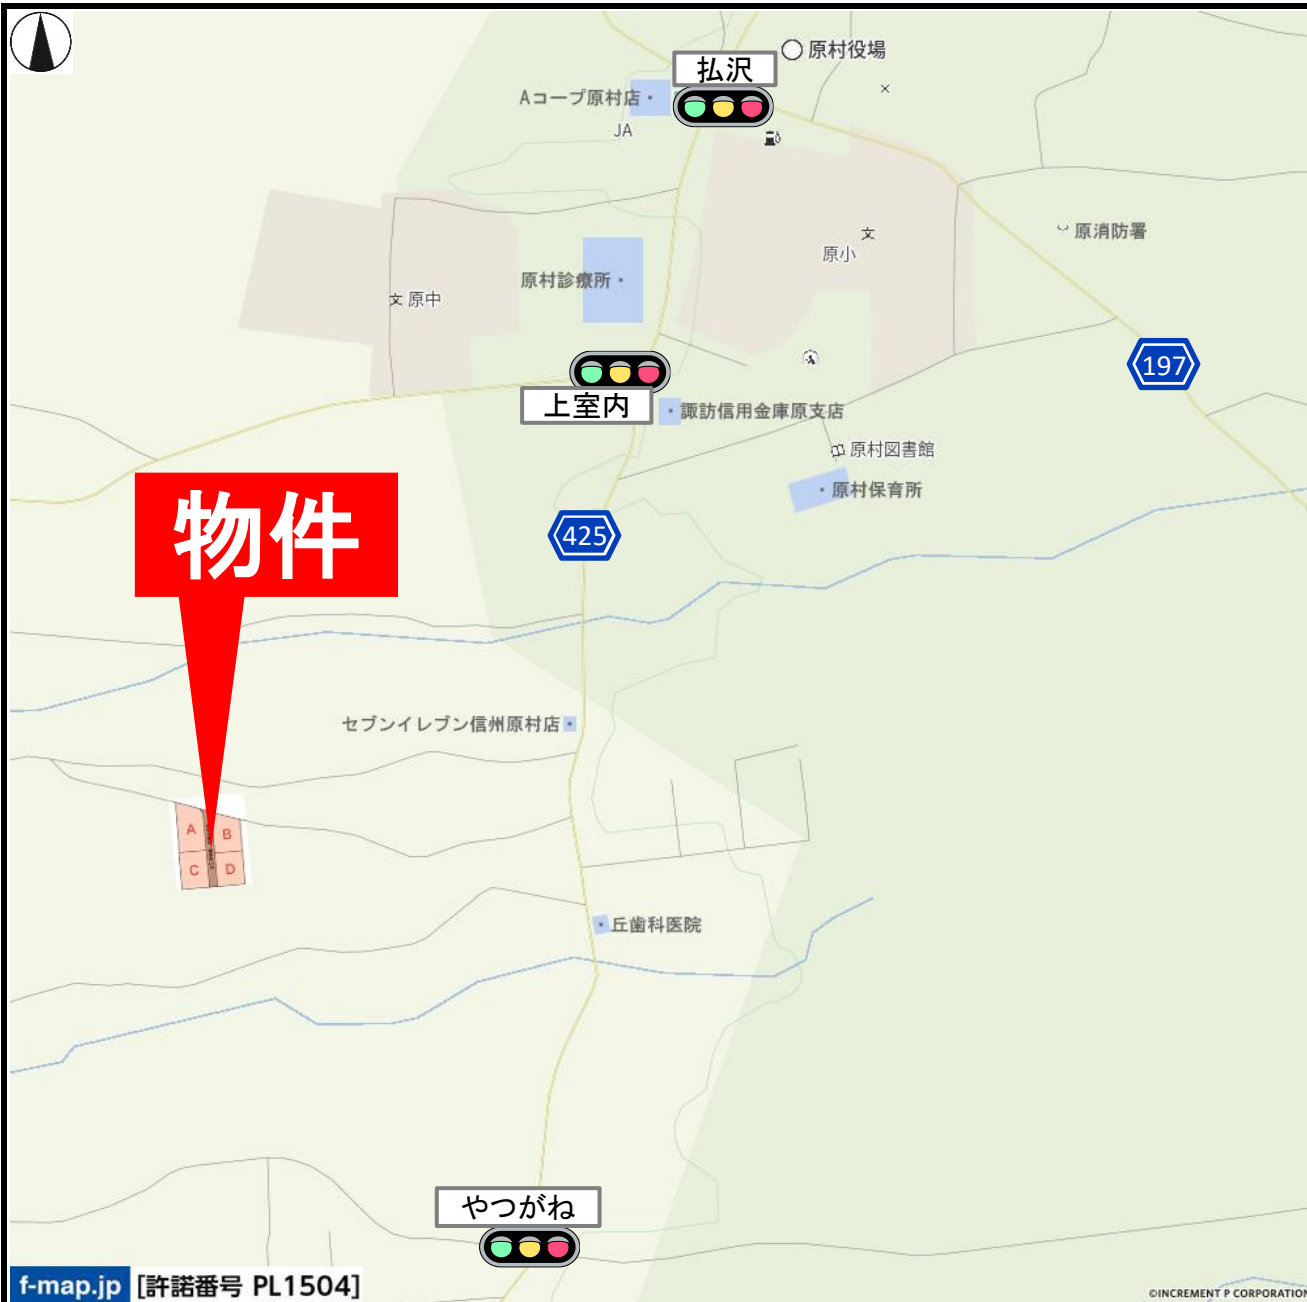 原村役場
払沢
Aコープ原村店
JA
原消防署
原小
文
原村診療所
文 原中
197
上室内
諏訪信用金庫原支店
原村図書館
原村保育所
物件
425
セブンイレブン信州原村店
A
B
C
D
丘歯科医院
やつがね
f-map.jp [許諾番号 PL1504]
©INCREMENT P CORPORATION